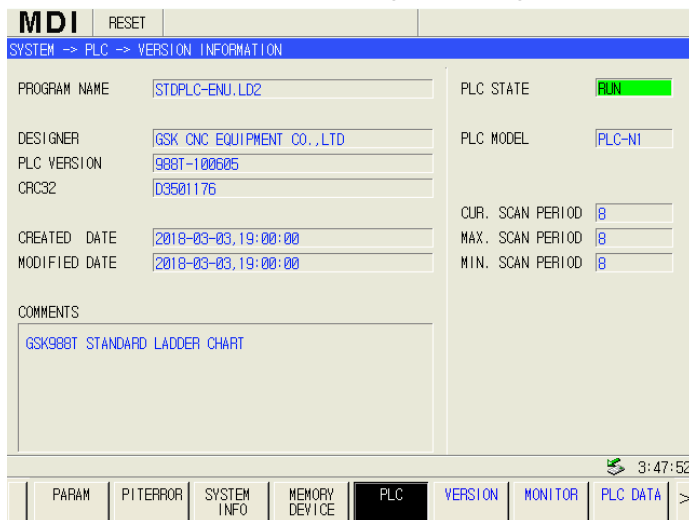 MDI RESET
SYSTEM -> PLC -> VERSION INFORMATION
PROGRAM NAME STDPLC-ENU.LD2
PLC STATE RUN
DESIGNER GSK CNC EQUIPMENT CO.,LTD
PLC MODEL PLC-N1
PLC VERSION 988T-100605
CRC32 D3501176
CUR. SCAN PERIOD 8
CREATED DATE 2018-03-03,19:00:00
MAX. SCAN PERIOD 8
MODIFIED DATE 2018-03-03,19:00:00
MIN. SCAN PERIOD 8
COMMENTS
GSK988T STANDARD LADDER CHART
3:47:52
PARAM PITERROR SYSTEM INFO MEMORY DEVICE PLC VERSION MONITOR PLC DATA >